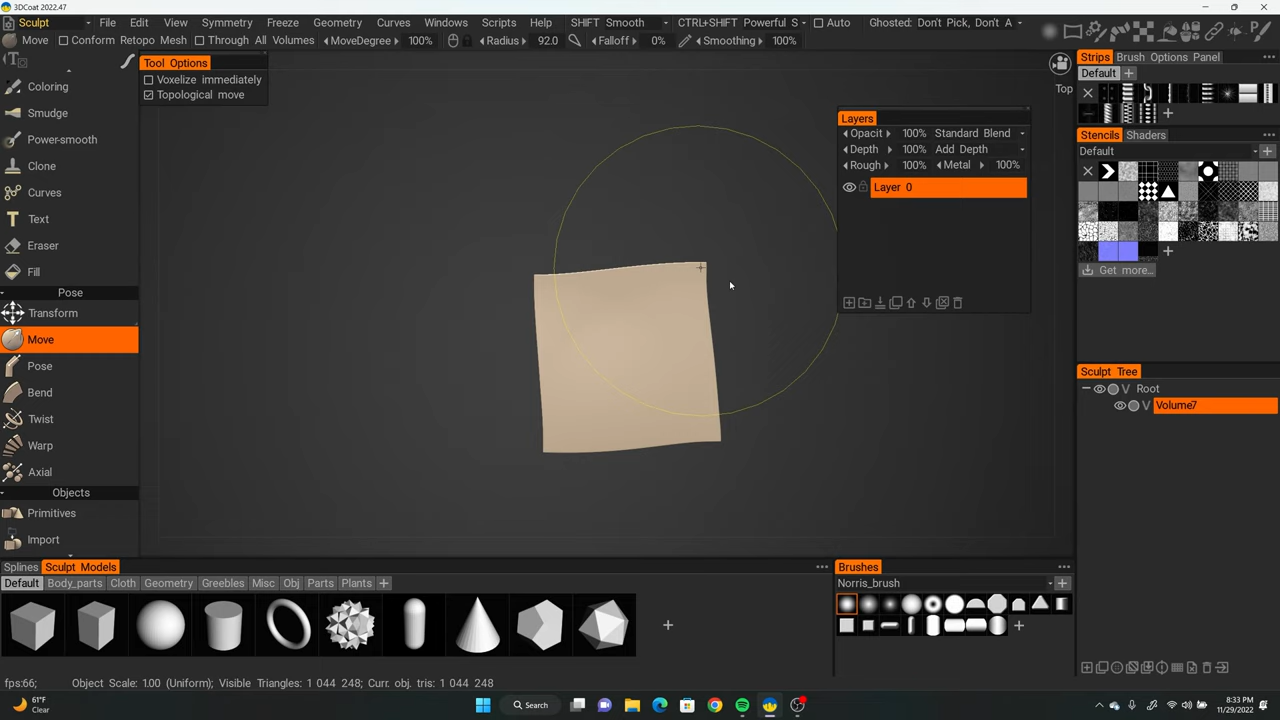 3DCoat 2022.47
Sculpt File Edit View Symmetry Freeze Geometry Curves Windows Scripts Help SHIFT Smooth CTRL+SHIFT Powerful S Auto Ghosted: Don't Pick, Don't A
Move Conform Retopo Mesh Through All Volumes MoveDegree 100% Radius 92.0 Falloff 0% Smoothing 100%
Tool Options
Voxelize immediately
Topological move
Coloring
Smudge
Power-smooth
Clone
Curves
Text
Eraser
Fill
Pose
Transform
Move
Pose
Bend
Twist
Warp
Axial
Objects
Primitives
Import
Top
Layers
Opacit 100% Standard Blend
Depth 100% Add Depth
Rough 100% Metal 100%
Layer 0
Strips Brush Options Panel
Default
Stencils Shaders
Default
Get more...
Sculpt Tree
V Root
V Volume7
Splines Sculpt Models
Default Body_parts Cloth Geometry Greebles Misc Obj Parts Plants
Brushes
Norris_brush
fps:66; Object Scale: 1.00 (Uniform); Visible Triangles: 1 044 248; Curr. obj. tris: 1 044 248
61°F
Clear
Search
8:33 PM
11/29/2022